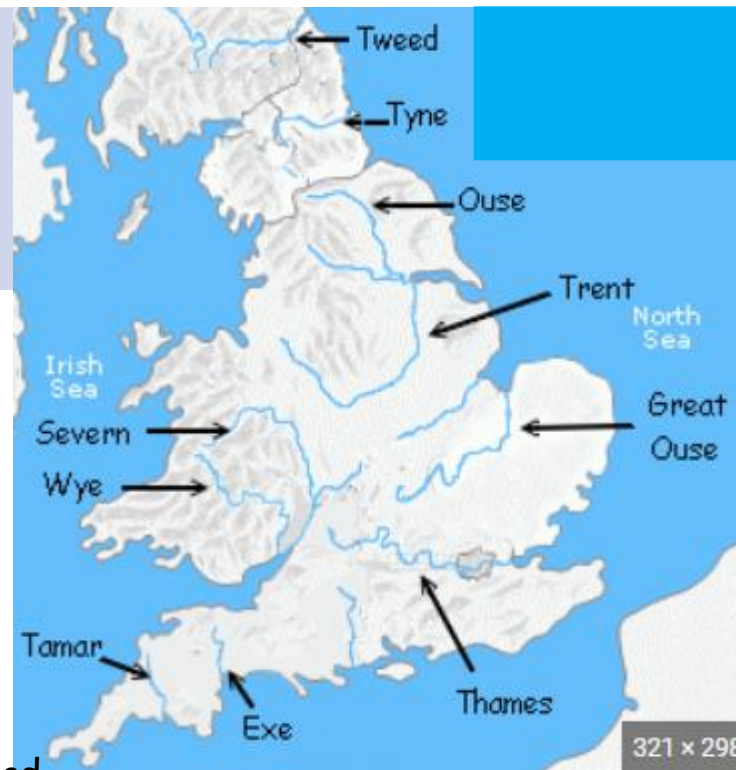 Tweed
Tyne
Ouse
Trent
North
Sea
Irish
Sea
Great
Ouse
Severn
Wye
Tamar
Exe
Thames
321 × 298